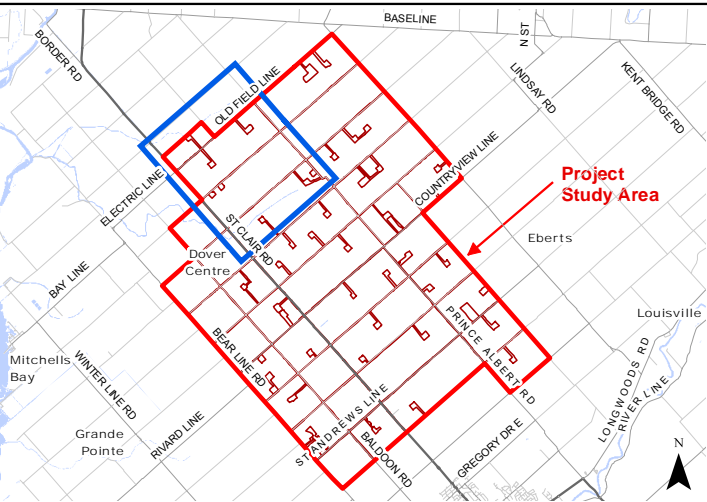 BASELINE
BORDER RD
N ST
LINDSAY RD
KENT BRIDGE RD
OLD FIELD LINE
COUNTRYVIEW LINE
ELECTRIC LINE
Project
Study Area
ST CLAIR RD
Eberts
Dover
Centre
BAY LINE
Louisville
PRINCE ALBERT RD
BEAR LINE RD
Mitchells
Bay
WINTER LINE RD
LONGWOODS RD
RIVER LINE
ST ANDREWS LINE
Grande
Pointe
RIVARD LINE
BALDOON RD
GREGORY DR E
N